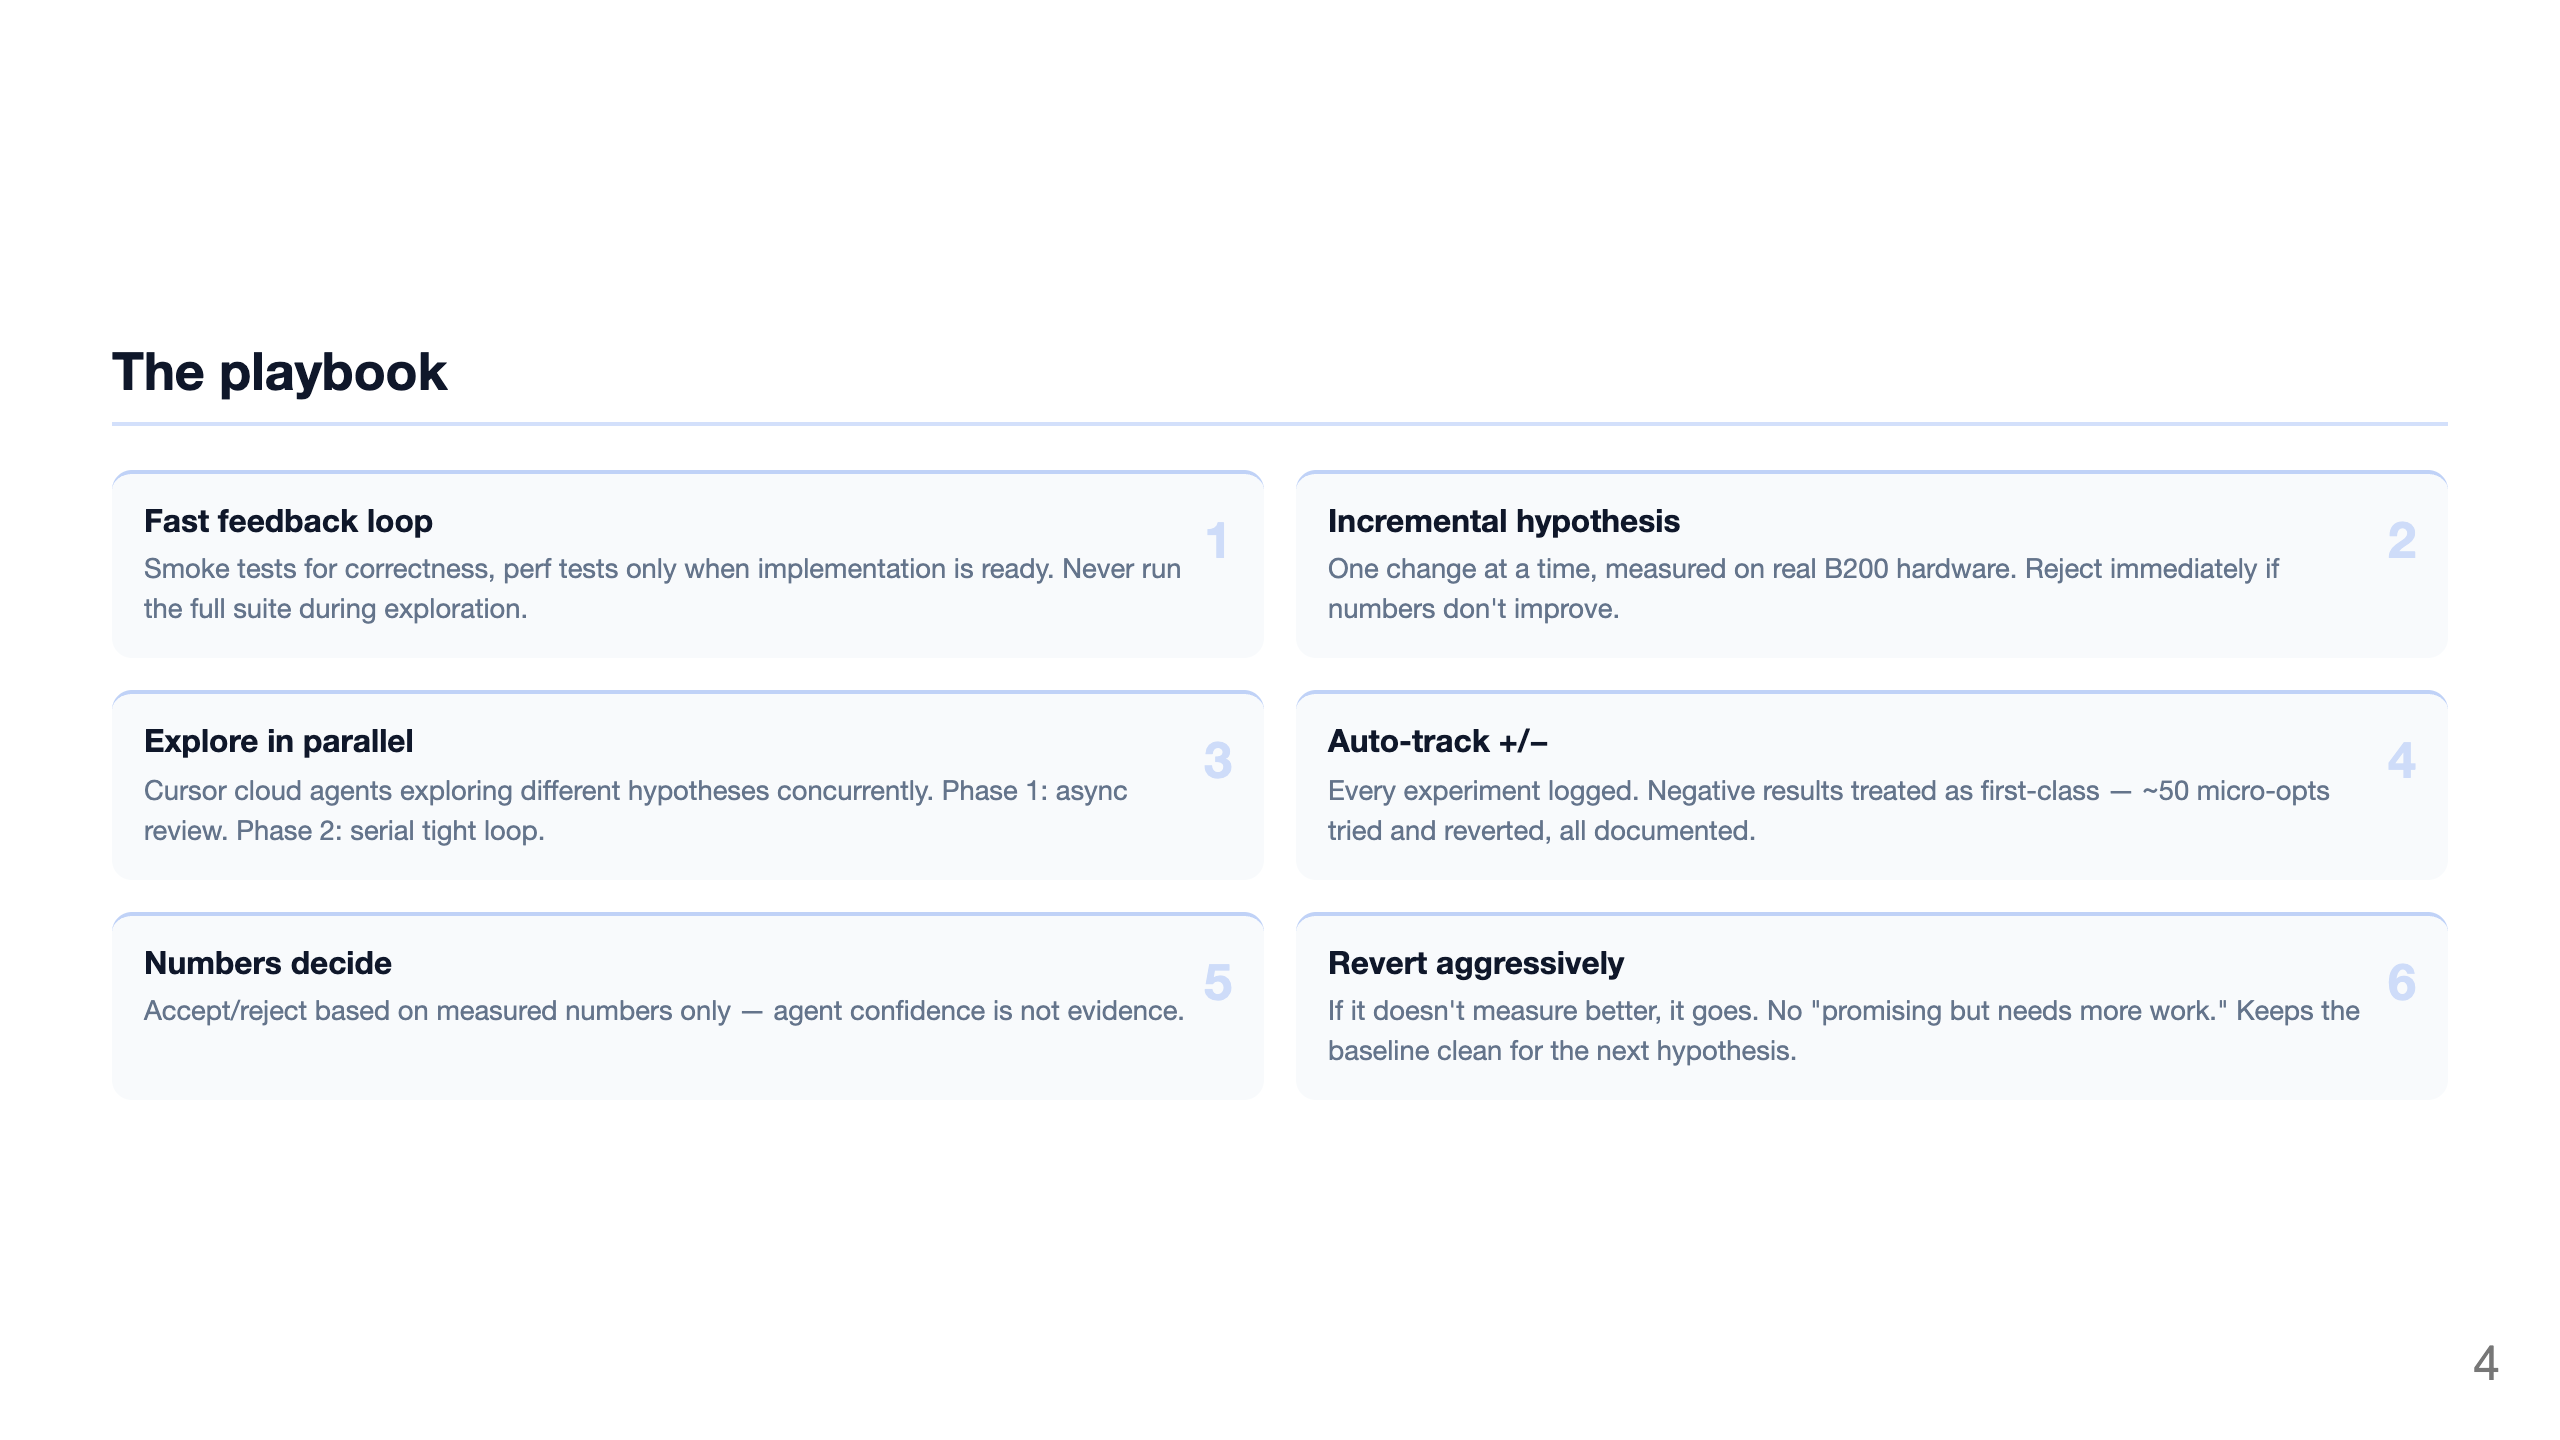 The playbook
Fast feedback loop
1
Smoke tests for correctness, perf tests only when implementation is ready. Never run
the full suite during exploration.
Incremental hypothesis
2
One change at a time, measured on real B200 hardware. Reject immediately if
numbers don't improve.
Explore in parallel
3
Cursor cloud agents exploring different hypotheses concurrently. Phase 1: async
review. Phase 2: serial tight loop.
Auto-track +/−
4
Every experiment logged. Negative results treated as first-class — ~50 micro-opts
tried and reverted, all documented.
Numbers decide
5
Accept/reject based on measured numbers only — agent confidence is not evidence.
Revert aggressively
6
If it doesn't measure better, it goes. No "promising but needs more work." Keeps the
baseline clean for the next hypothesis.
4